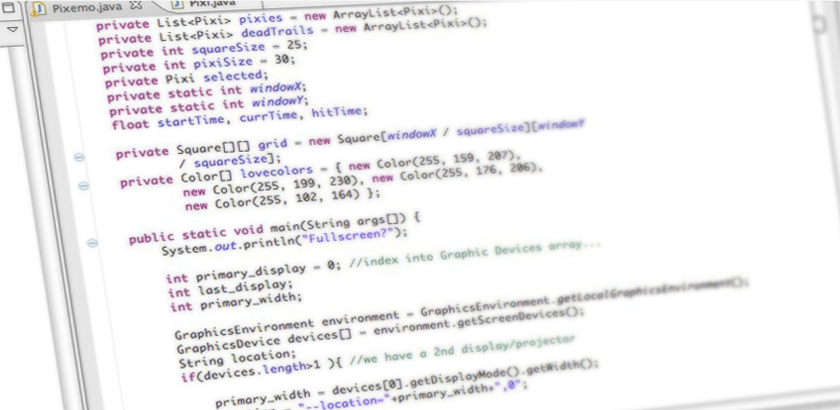 Pixemo.java Pixi.java
private List<Pixi> pixies = new ArrayList<Pixi>();
private List<Pixi> deadTrails = new ArrayList<Pixi>();
private int squareSize = 25;
private int pixiSize = 30;
private Pixi selected;
private static int windowX;
private static int windowY;
float startTime, currTime, hitTime;
private Square[][] grid = new Square[windowX / squareSize][windowY
/ squareSize];
private Color[] lovecolors = { new Color(255, 159, 207),
new Color(255, 199, 230), new Color(255, 176, 206),
new Color(255, 102, 164) };
public static void main(String args[]) {
System.out.println("Fullscreen?");
int primary_display = 0; //index into Graphic Devices array...
int last_display;
int primary_width;
GraphicsEnvironment environment = GraphicsEnvironment.getLocalGraphicsEnvironment();
GraphicsDevice devices[] = environment.getScreenDevices();
String location;
if(devices.length>1 ){ //we have a 2nd display/projector
primary_width = devices[0].getDisplayMode().getWidth();
= "--location="+primary_width+",0";